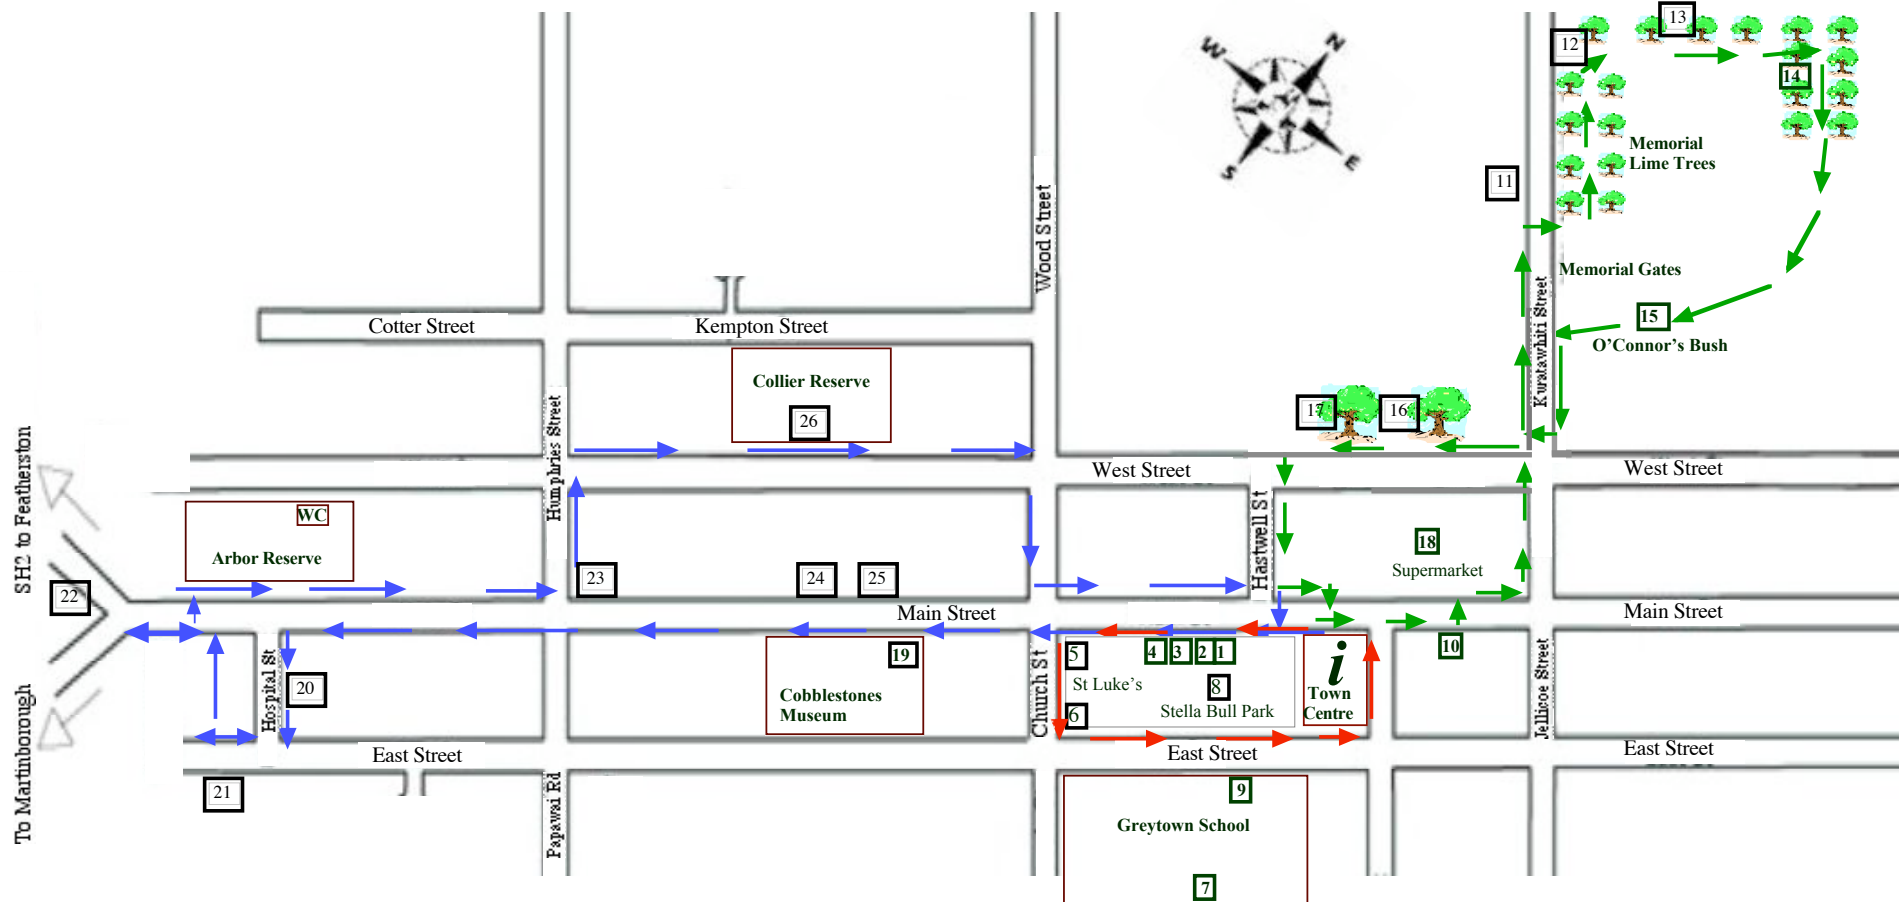 13
12
W
N
14
Memorial
Lime Trees
S
E
11
Wood Street
Memorial Gates
Kuratawhiti Street
15
O'Connor's Bush
Cotter Street
Kempton Street
Collier Reserve
26
17
16
Humphries Street
West Street
West Street
SH2 to Featherston
WC
Arbor Reserve
Hastwell St
18
Supermarket
22
23
24
25
Main Street
Main Street
Hospital St
20
19
Cobblestones
Museum
Church St
5
4
3
2
1
St Luke's
8
6
Stella Bull Park
i
Town
Centre
10
Jellicoe Street
To Martinborough
East Street
East Street
East Street
21
Papawai Rd
9
Greytown School
7